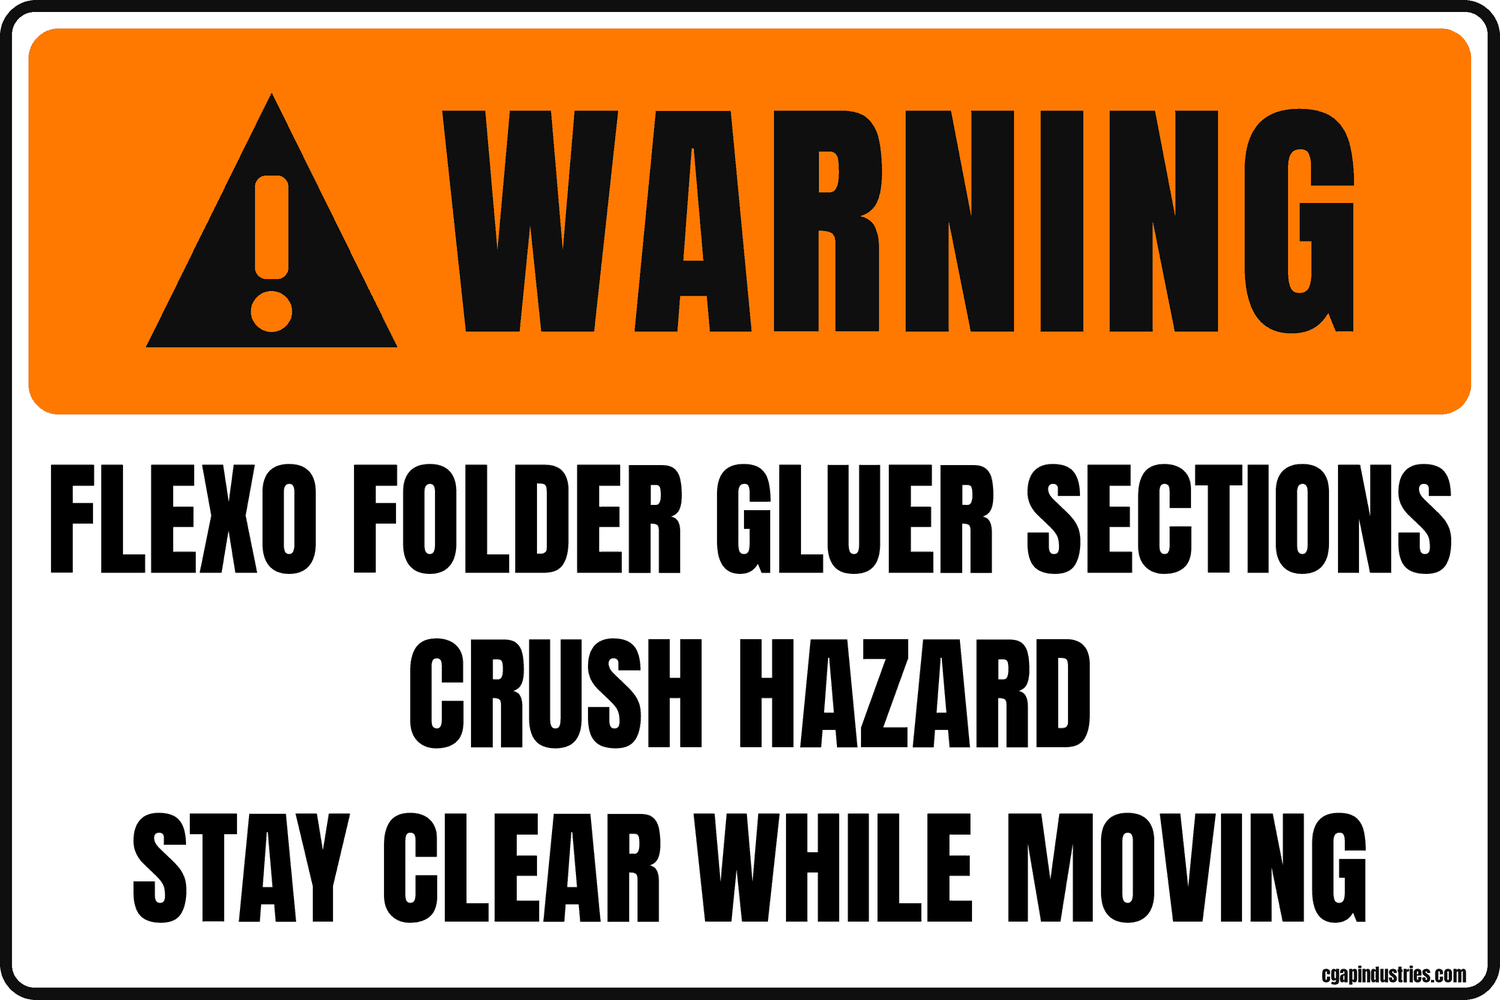 WARNING
FLEXO FOLDER GLUER SECTIONS
CRUSH HAZARD
STAY CLEAR WHILE MOVING
cgapindustries.com